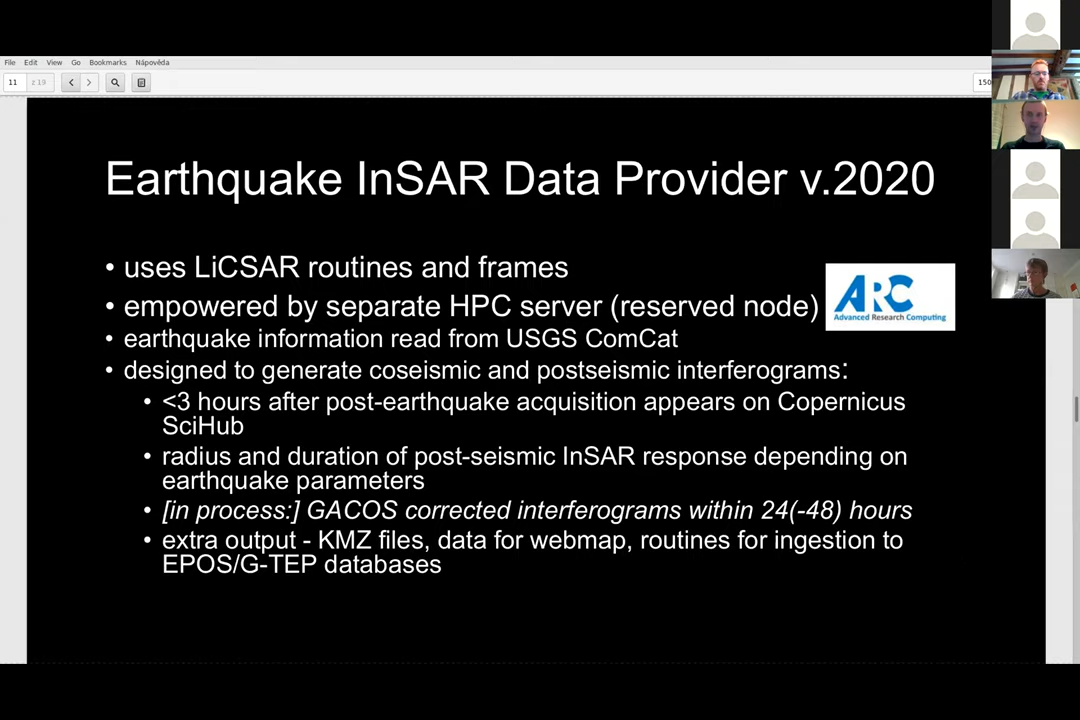 File Edit View Go Bookmarks Nápověda
11 z 19 150
Earthquake InSAR Data Provider v.2020
• uses LiCSAR routines and frames
• empowered by separate HPC server (reserved node)
ARC
Advanced Research Computing
• earthquake information read from USGS ComCat
• designed to generate coseismic and postseismic interferograms:
• <3 hours after post-earthquake acquisition appears on Copernicus
SciHub
• radius and duration of post-seismic InSAR response depending on
earthquake parameters
• [in process:] GACOS corrected interferograms within 24(-48) hours
• extra output - KMZ files, data for webmap, routines for ingestion to
EPOS/G-TEP databases